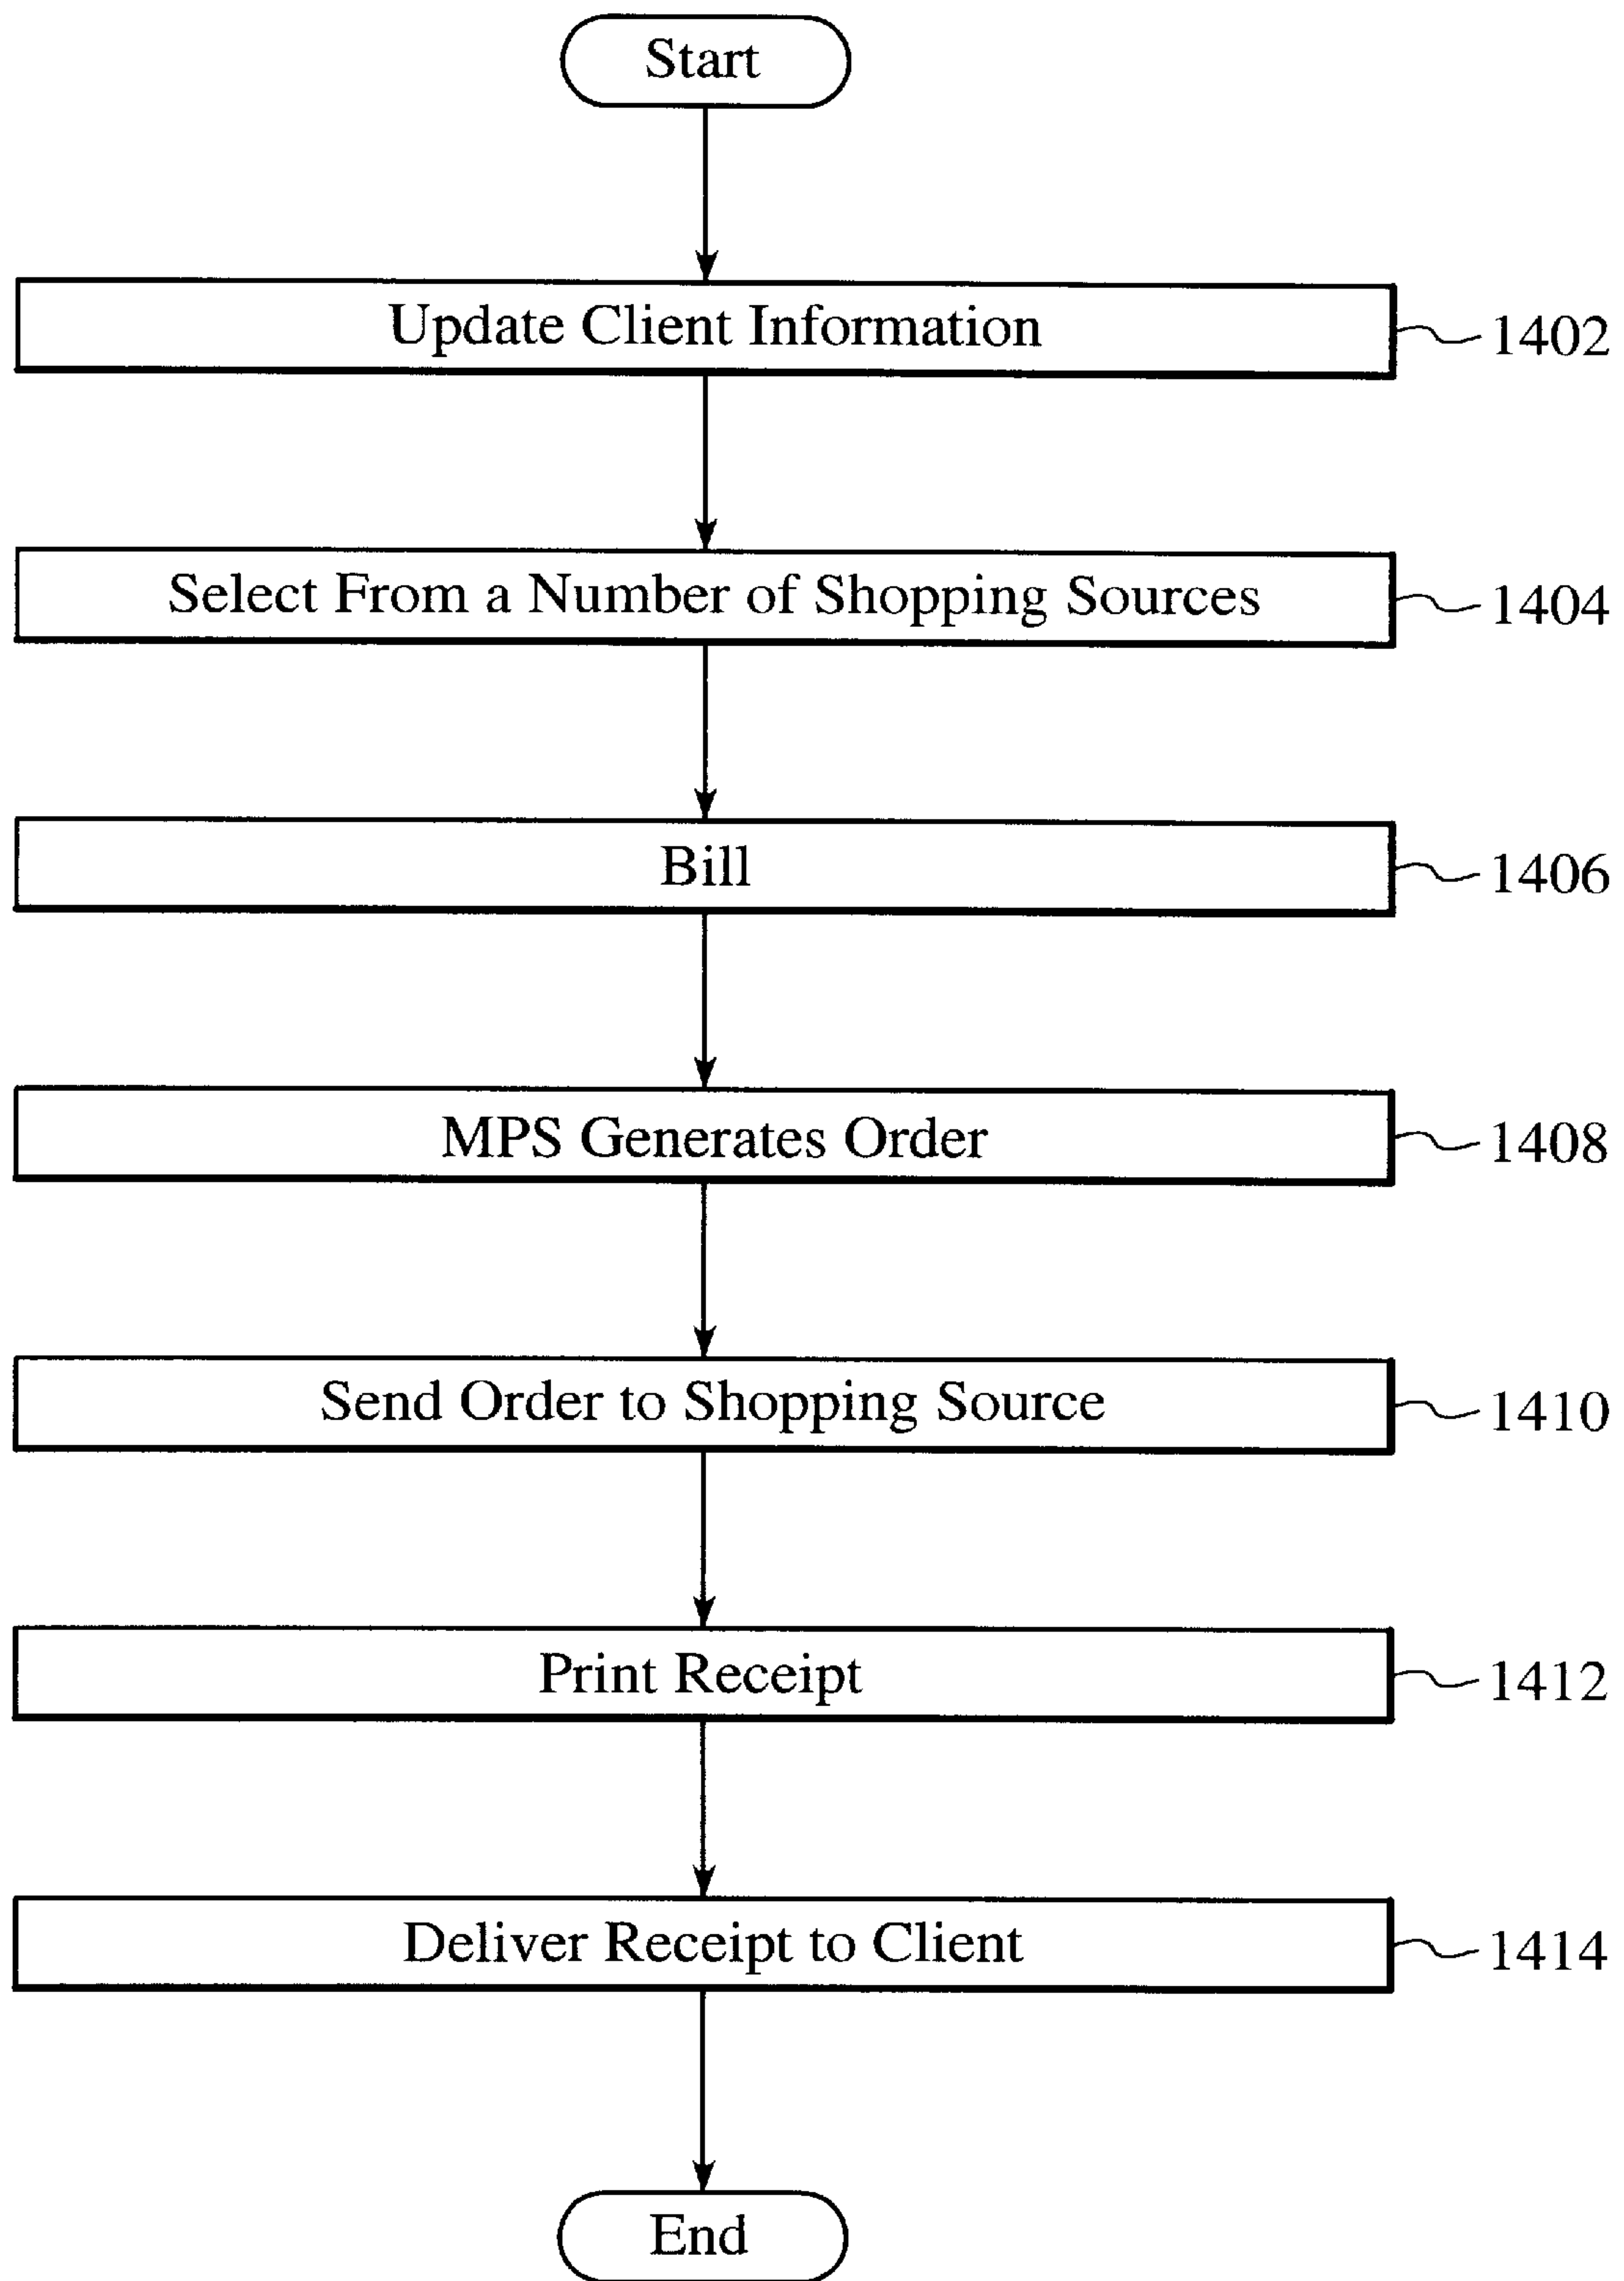 Start
Update Client Information
1402
Select From a Number of Shopping Sources
1404
Bill
1406
MPS Generates Order
1408
Send Order to Shopping Source
1410
Print Receipt
1412
Deliver Receipt to Client
1414
End